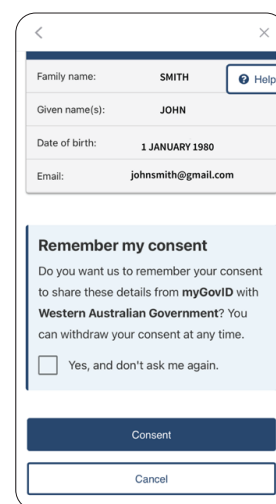 Family name: SMITH
Help
Given name(s): JOHN
Date of birth: 1 JANUARY 1980
Email: johnsmith@gmail.com
Remember my consent
Do you want us to remember your consent
to share these details from myGovID with
Western Australian Government? You
can withdraw your consent at any time.
Yes, and don't ask me again.
Consent
Cancel